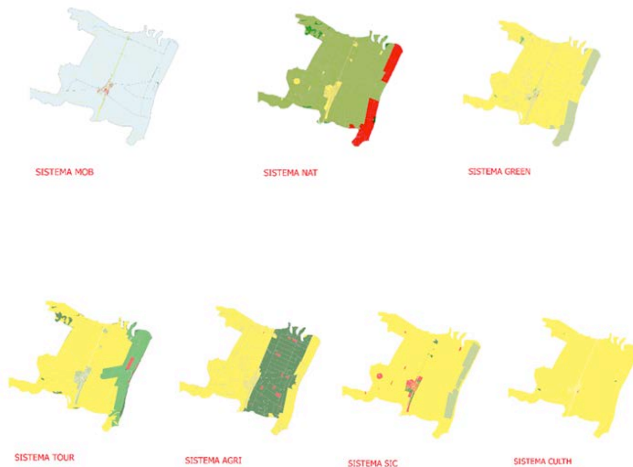 SISTEMA MOB
SISTEMA NAT
SISTEMA GREEN
SISTEMA TOUR
SISTEMA AGRI
SISTEMA SIC
SISTEMA CULTH